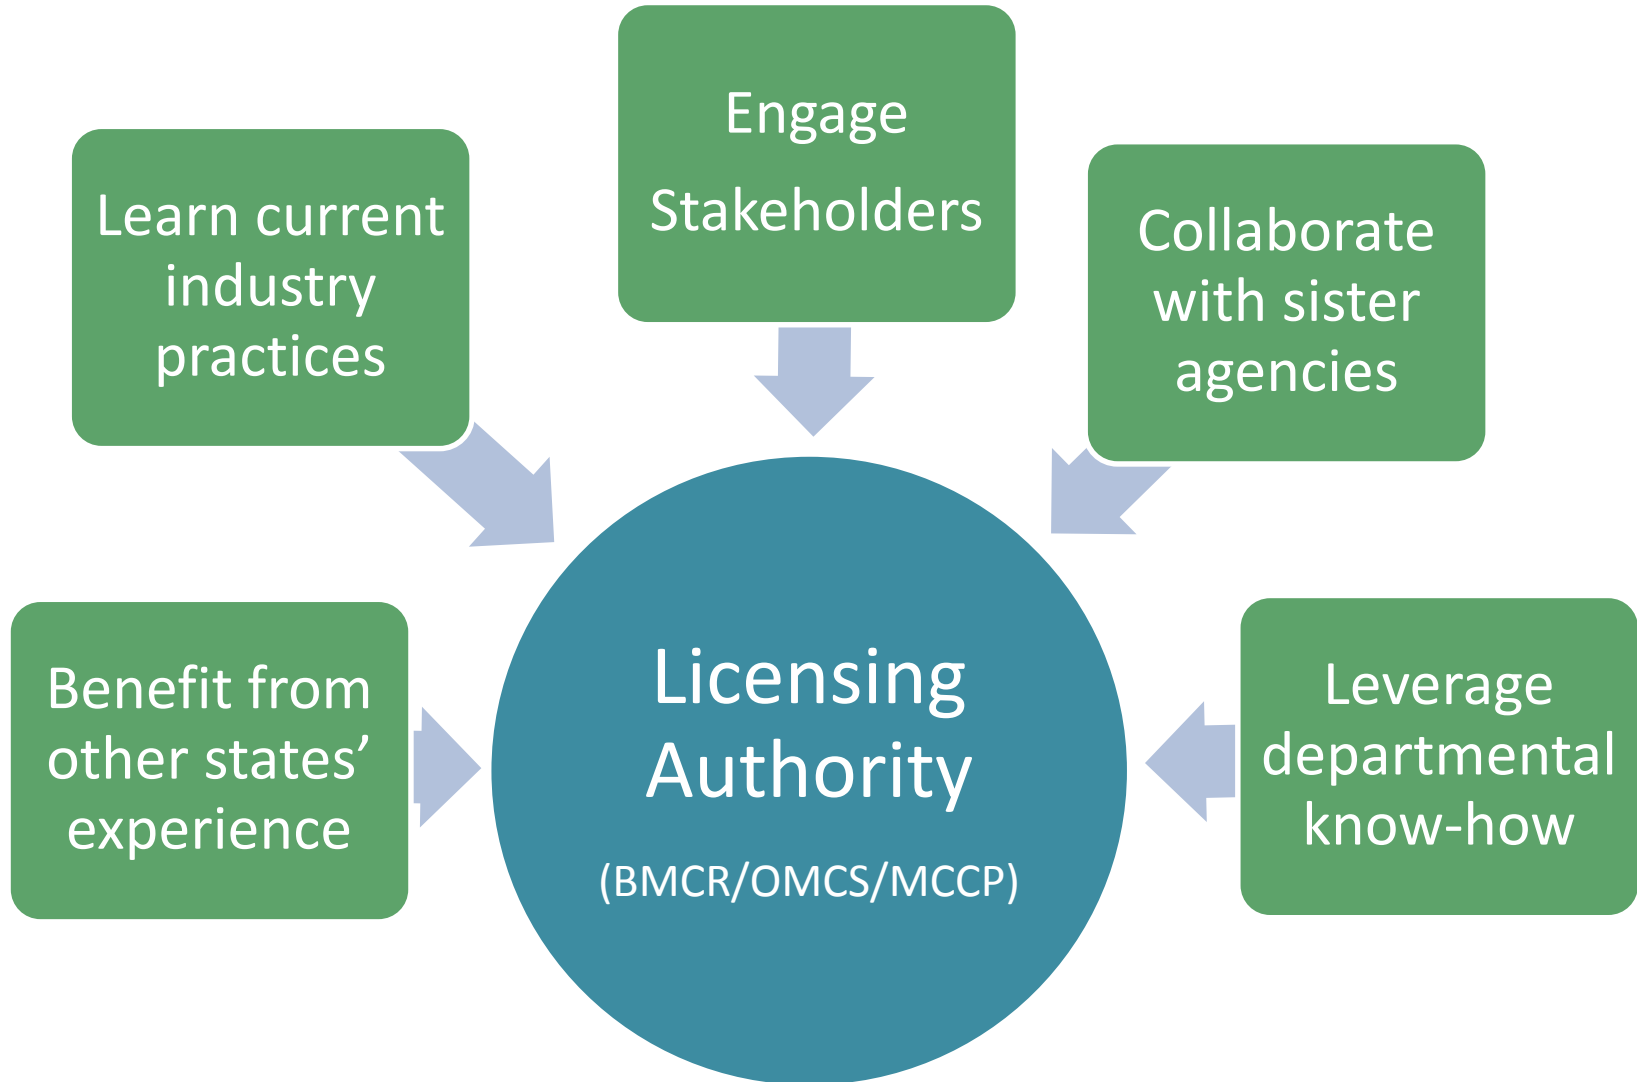 Engage
Stakeholders
Learn current
industry
practices
Collaborate
with sister
agencies
Benefit from
other states’
experience
Licensing
Authority
(BMCR/OMCS/MCCP)
Leverage
departmental
know-how